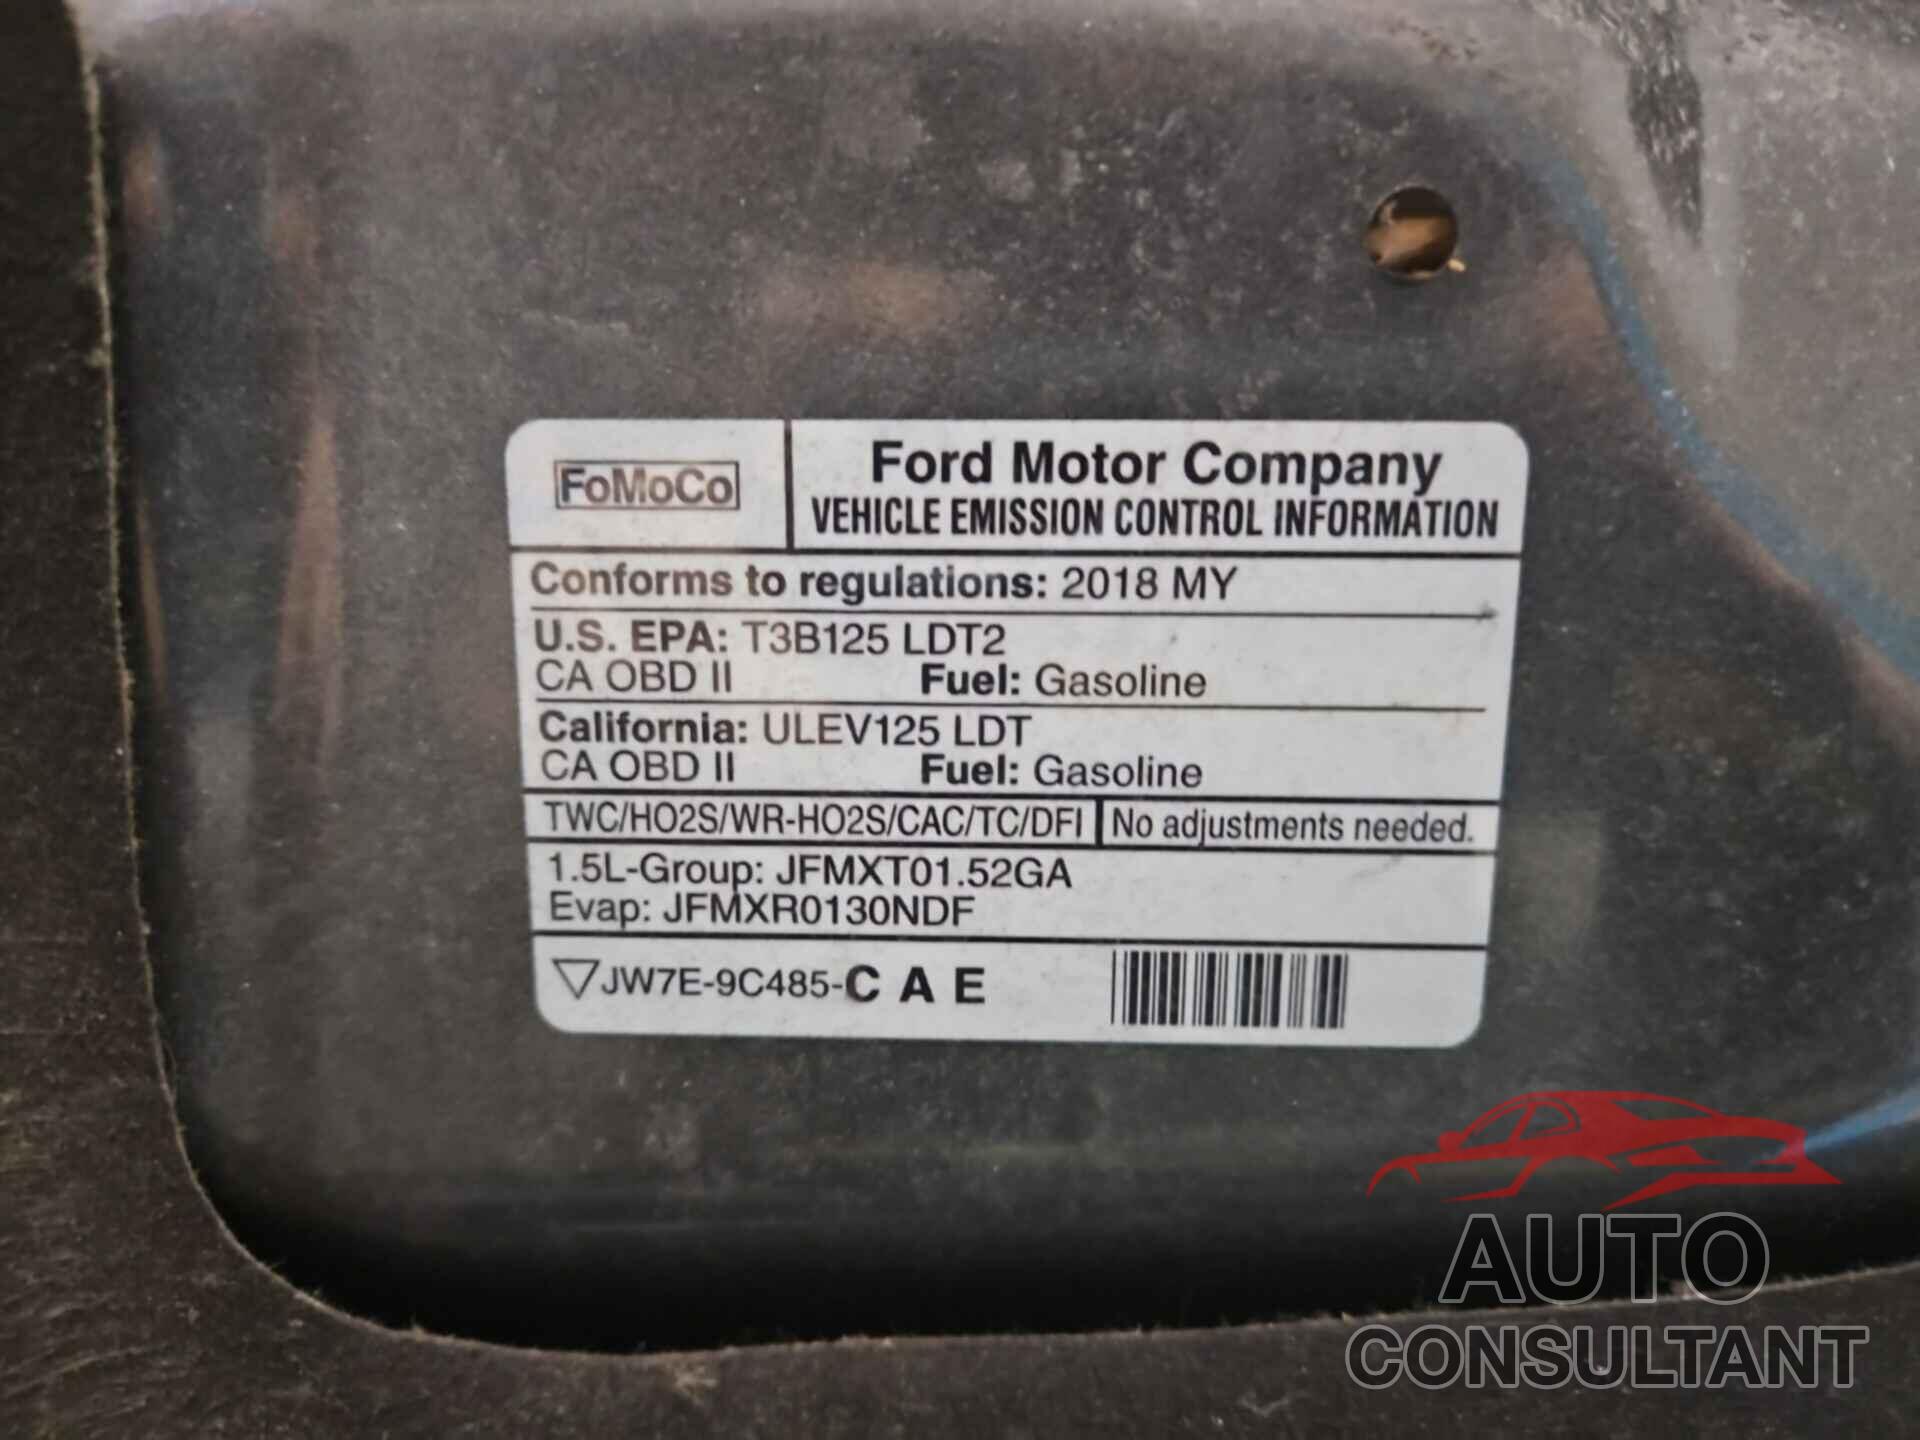 FoMoCo
Ford Motor Company
VEHICLE EMISSION CONTROL INFORMATION
Conforms to regulations: 2018 MY
U.S. EPA: T3B125 LDT2
CA OBD II Fuel: Gasoline
California: ULEV125 LDT
CA OBD II Fuel: Gasoline
TWC/HO2S/WR-HO2S/CAC/TC/DFI No adjustments needed.
1.5L-Group: JFMXT01.52GA
Evap: JFMXR0130NDF
JW7E-9C485-C A E
AUTO
CONSULTANT